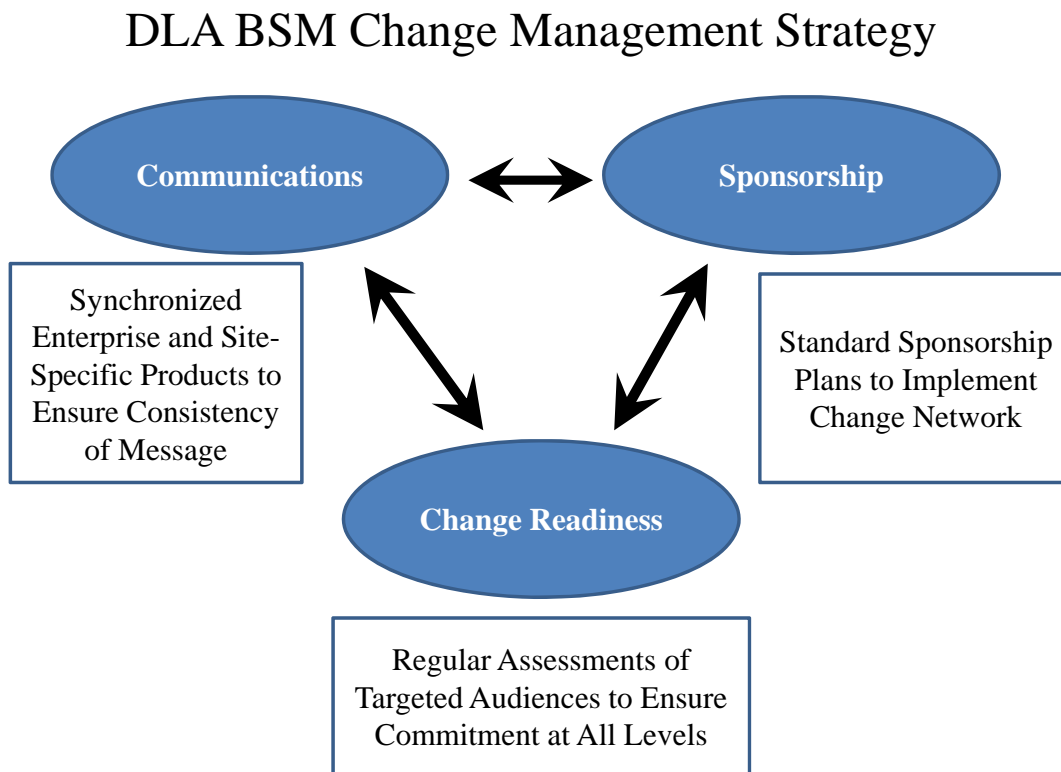 DLA BSM Change Management Strategy
Communications
Sponsorship
Synchronized
Enterprise and Site-
Specific Products to
Ensure Consistency
of Message
Standard Sponsorship
Plans to Implement
Change Network
Change Readiness
Regular Assessments of
Targeted Audiences to Ensure
Commitment at All Levels